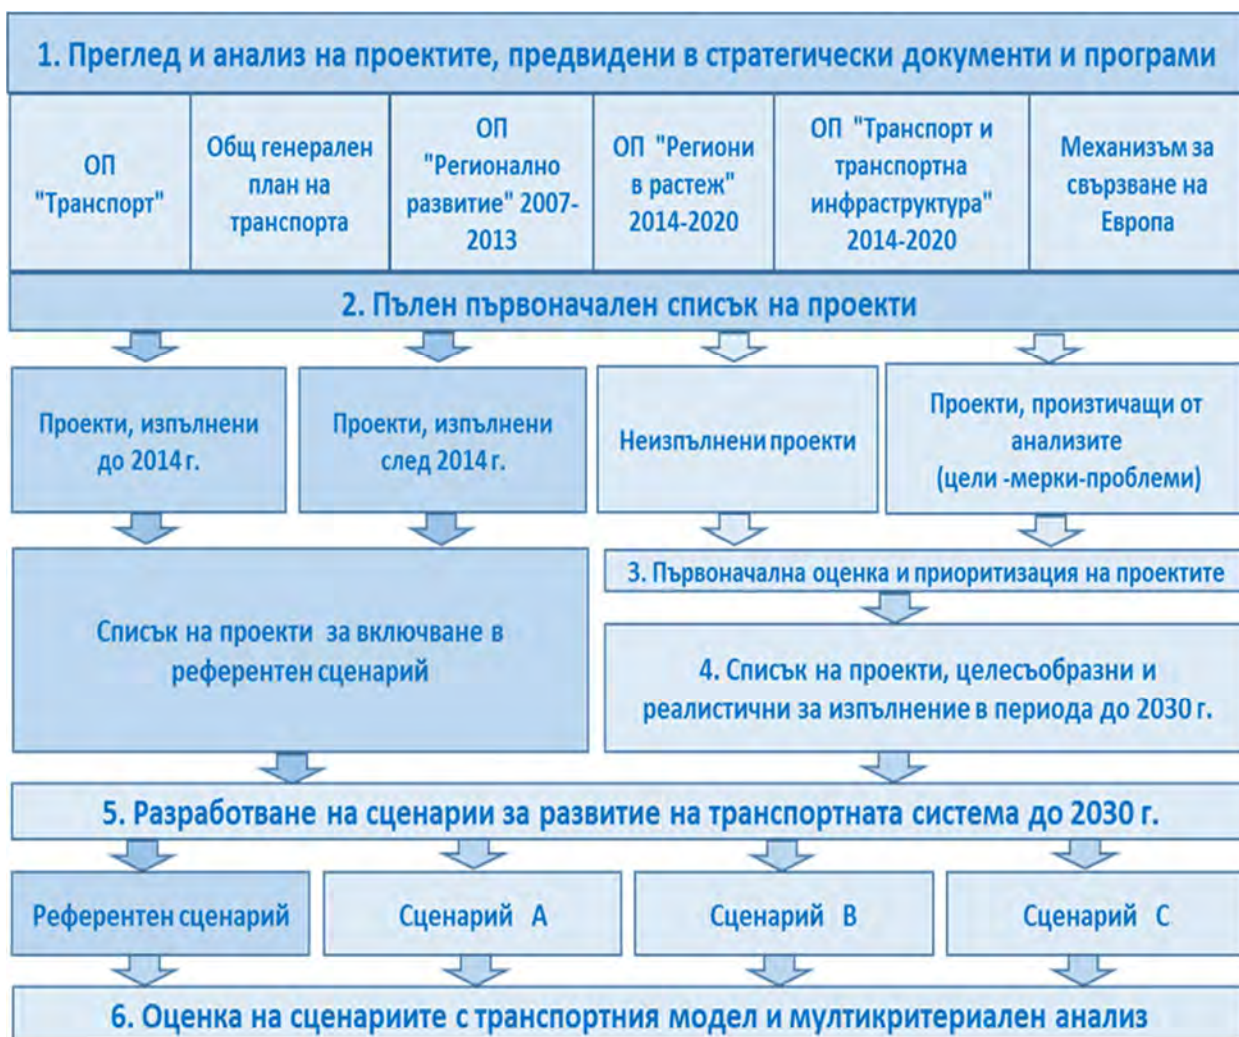 1. Преглед и анализ на проектите, предвидени в стратегически документи и програми
ОП
"Транспорт"
Общ генерален
план на
транспорта
ОП
"Регионално
развитие" 2007-
2013
ОП "Региони
в растеж"
2014-2020
ОП "Транспорт и
транспортна
инфраструктура"
2014-2020
Механизъм за
свързване на
Европа
2. Пълен първоначален списък на проекти
Проекти, изпълнени
до 2014 г.
Проекти, изпълнени
след 2014 г.
Неизпълнени проекти
Проекти, произтичащи от
анализите
(цели -мерки-проблеми)
Списък на проекти за включване в
референтен сценарий
3. Първоначална оценка и приоритизация на проектите
4. Списък на проекти, целесъобразни и
реалистични за изпълнение в периода до 2030 г.
5. Разработване на сценарии за развитие на транспортната система до 2030 г.
Референтен сценарий
Сценарий А
Сценарий В
Сценарий С
6. Оценка на сценариите с транспортния модел и мултикритериален анализ